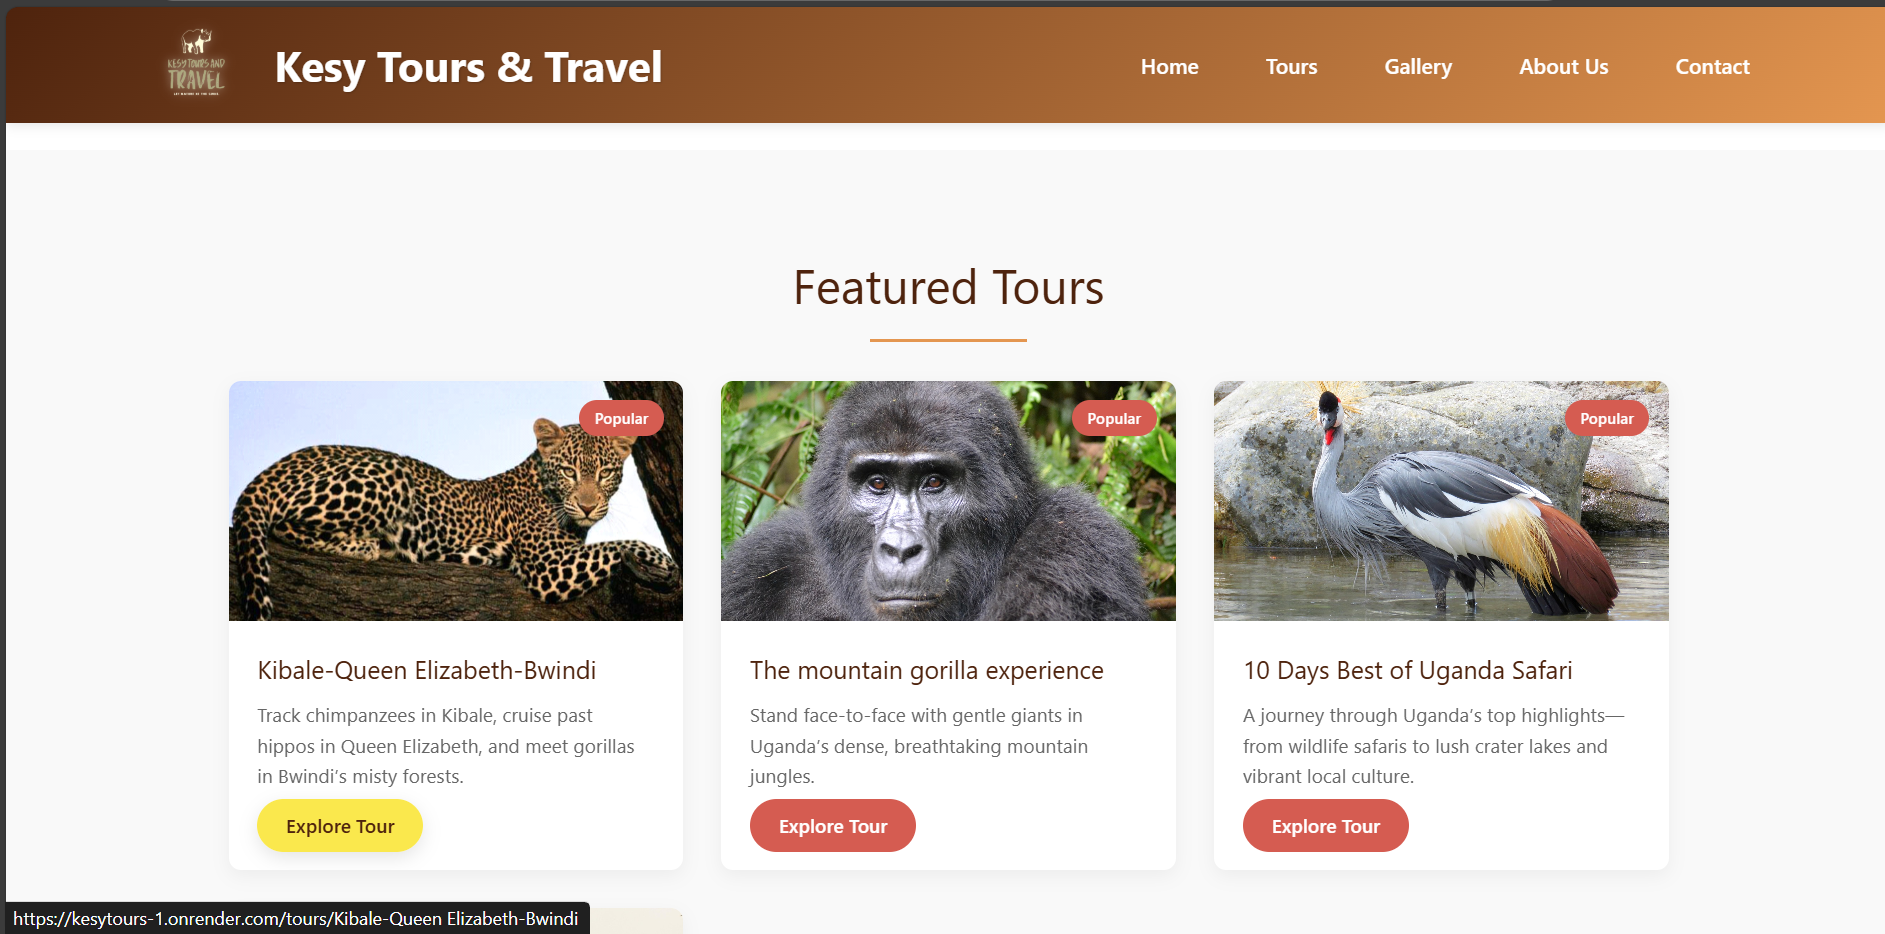 KESY TOURS AND
TRAVEL
Kesy Tours & Travel
Home
Tours
Gallery
About Us
Contact
Featured Tours
Popular
Popular
Popular
Kibale-Queen Elizabeth-Bwindi
Track chimpanzees in Kibale, cruise past
hippos in Queen Elizabeth, and meet gorillas
in Bwindi’s misty forests.
Explore Tour
The mountain gorilla experience
Stand face-to-face with gentle giants in
Uganda’s dense, breathtaking mountain
jungles.
Explore Tour
10 Days Best of Uganda Safari
A journey through Uganda’s top highlights—
from wildlife safaris to lush crater lakes and
vibrant local culture.
Explore Tour
https://kesytours-1.onrender.com/tours/Kibale-Queen Elizabeth-Bwindi